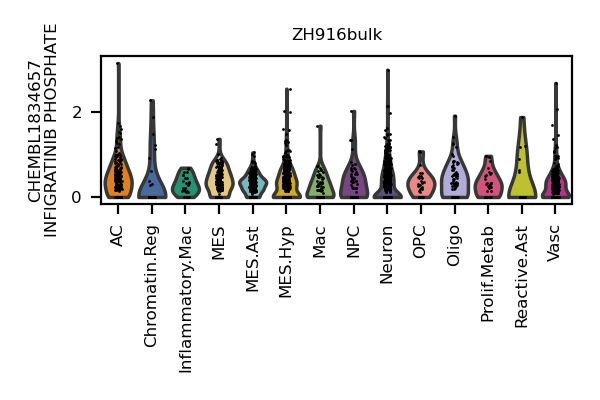 ZH916bulk
CHEMBL1834657
INFIGRATINIB PHOSPHATE
2
0
AC
Chromatin.Reg
Inflammatory.Mac
MES
MES.Ast
MES.Hyp
Mac
NPC
Neuron
OPC
Oligo
Prolif.Metab
Reactive.Ast
Vasc